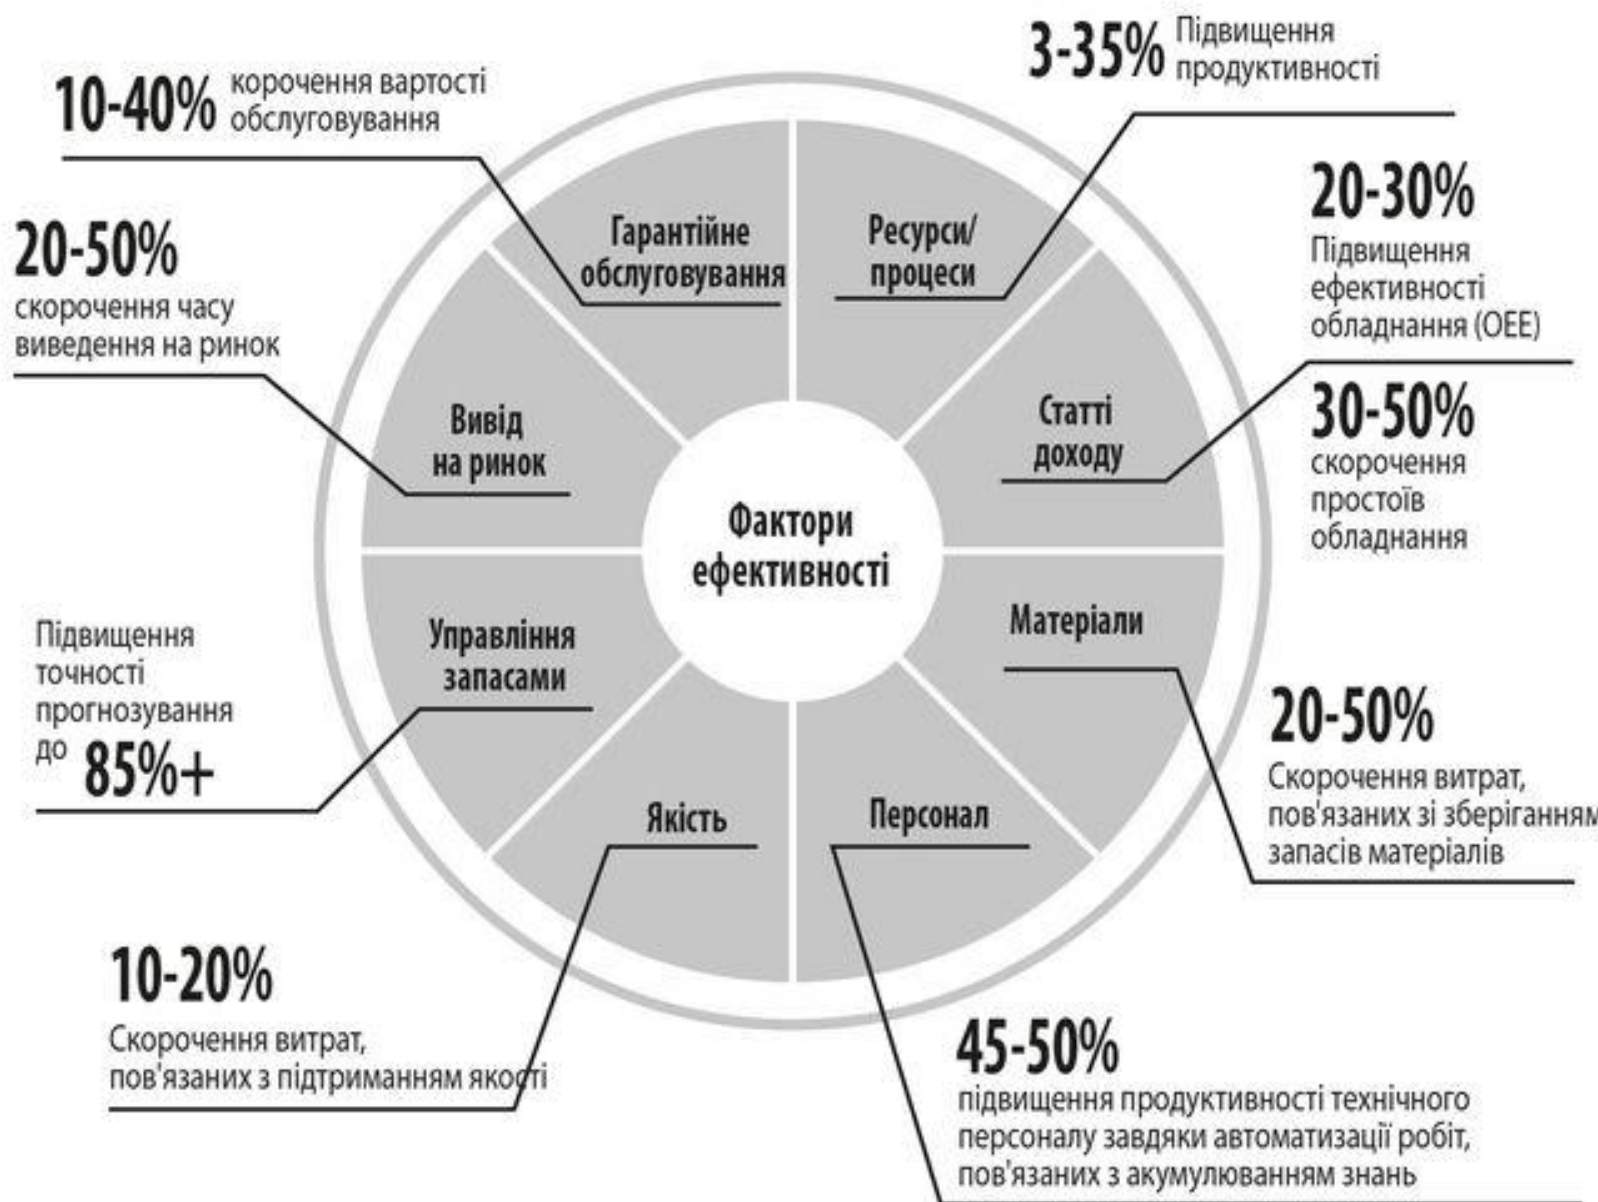 3-35% Підвищення
продуктивності
10-40% корочення вартості
обслуговування
20-30%
Підвищення
ефективності
обладнання (OEE)
30-50%
скорочення
простоїв
обладнання
20-50%
скорочення часу
виведення на ринок
Гарантійне
обслуговування
Ресурси/
процеси
Вивід
на ринок
Статті
доходу
Фактори
ефективності
Управління
запасами
Матеріали
Якість
Персонал
Підвищення
точності
прогнозування
до 85%+
20-50%
Скорочення витрат,
пов'язаних зі зберіганням
запасів матеріалів
10-20%
Скорочення витрат,
пов'язаних з підтриманням якості
45-50%
підвищення продуктивності технічного
персоналу завдяки автоматизації робіт,
пов'язаних з акумулюванням знань